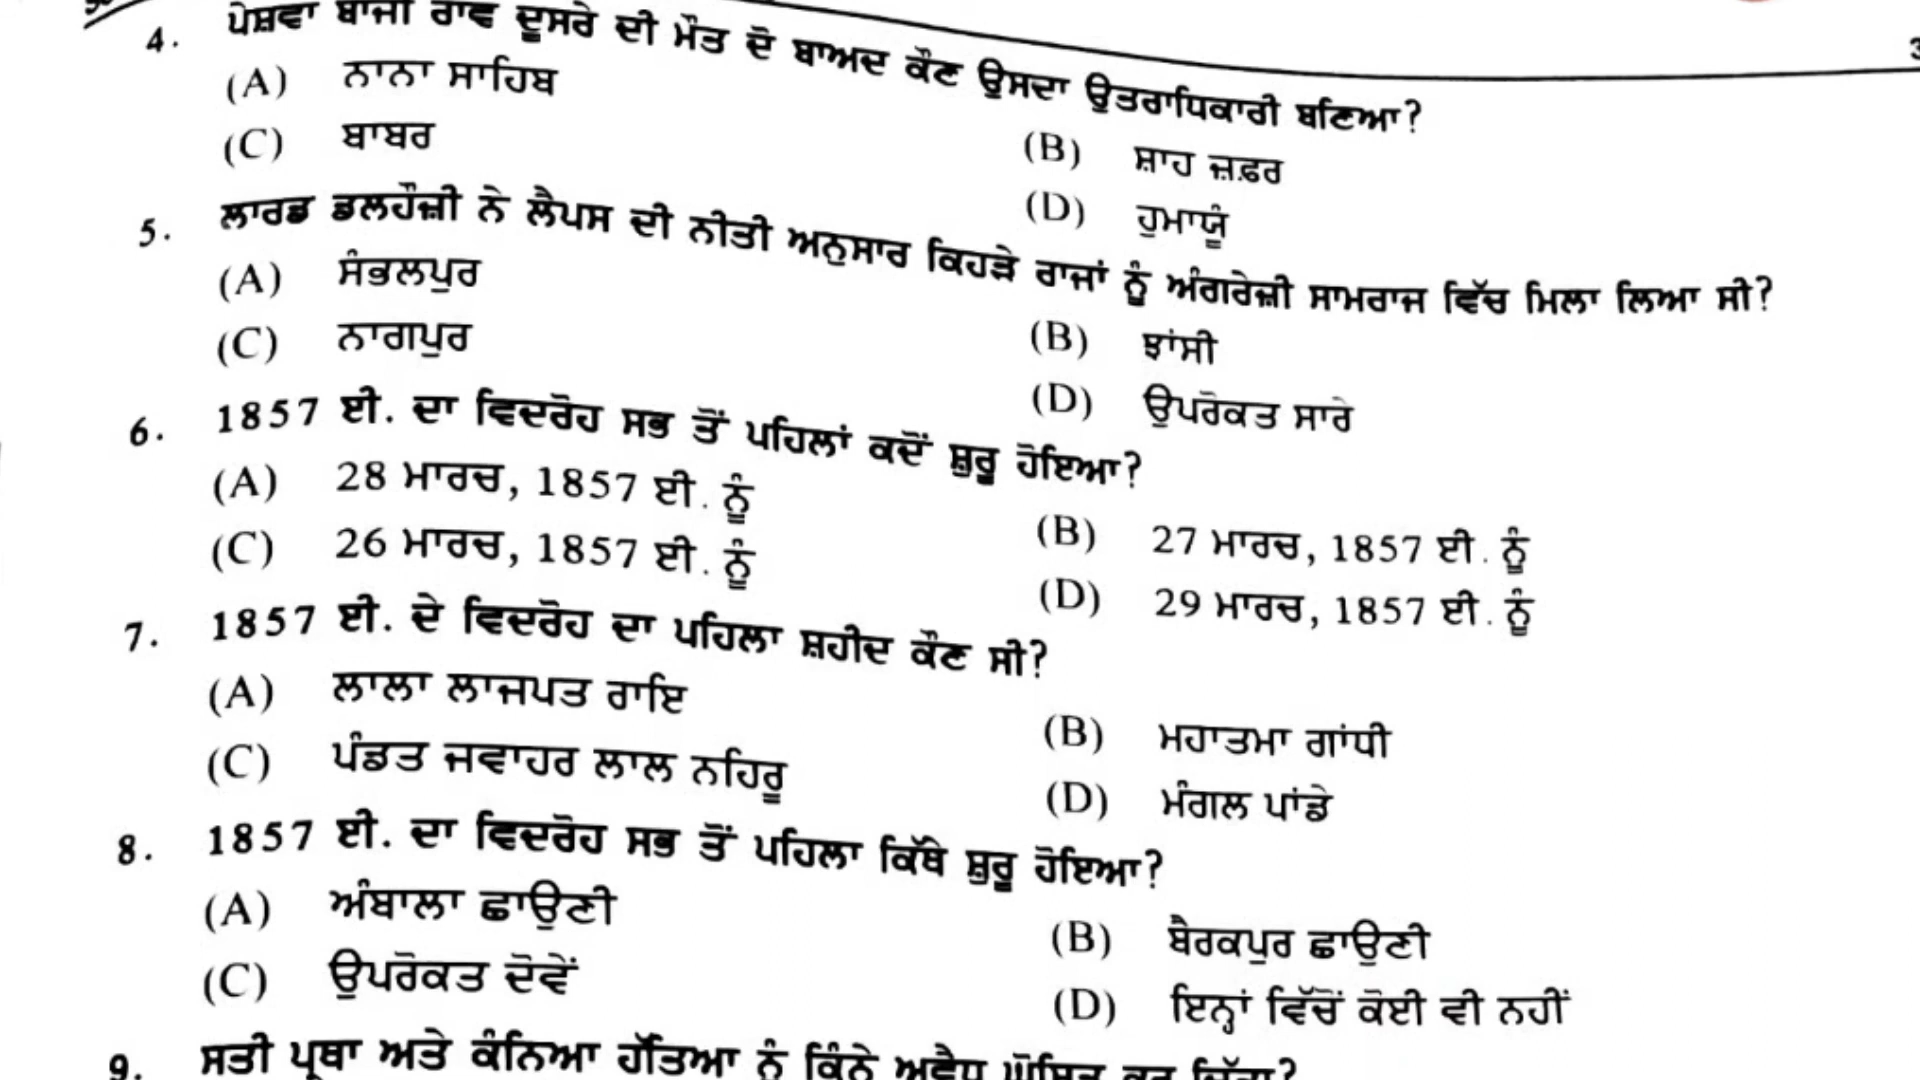 4. ਪੇਸ਼ਵਾ ਬਾਜੀ ਰਾਵ ਦੂਸਰੇ ਦੀ ਮੌਤ ਦੇ ਬਾਅਦ ਕੌਣ ਉਸਦਾ ਉਤਰਾਧਿਕਾਰੀ ਬਣਿਆ?
(A) ਨਾਨਾ ਸਾਹਿਬ
(B) ਸ਼ਾਹ ਜ਼ਫ਼ਰ
(C) ਬਾਬਰ
(D) ਹੁਮਾਯੂੰ
5. ਲਾਰਡ ਡਲਹੌਜ਼ੀ ਨੇ ਲੈਪਸ ਦੀ ਨੀਤੀ ਅਨੁਸਾਰ ਕਿਹੜੇ ਰਾਜਾਂ ਨੂੰ ਅੰਗਰੇਜ਼ੀ ਸਾਮਰਾਜ ਵਿੱਚ ਮਿਲਾ ਲਿਆ ਸੀ?
(A) ਸੰਭਲਪੁਰ
(B) ਝਾਂਸੀ
(C) ਨਾਗਪੁਰ
(D) ਉਪਰੋਕਤ ਸਾਰੇ
6. 1857 ਈ. ਦਾ ਵਿਦਰੋਹ ਸਭ ਤੋਂ ਪਹਿਲਾਂ ਕਦੋਂ ਸ਼ੁਰੂ ਹੋਇਆ?
(A) 28 ਮਾਰਚ, 1857 ਈ. ਨੂੰ
(B) 27 ਮਾਰਚ, 1857 ਈ. ਨੂੰ
(C) 26 ਮਾਰਚ, 1857 ਈ. ਨੂੰ
(D) 29 ਮਾਰਚ, 1857 ਈ. ਨੂੰ
7. 1857 ਈ. ਦੇ ਵਿਦਰੋਹ ਦਾ ਪਹਿਲਾ ਸ਼ਹੀਦ ਕੌਣ ਸੀ?
(A) ਲਾਲਾ ਲਾਜਪਤ ਰਾਇ
(B) ਮਹਾਤਮਾ ਗਾਂਧੀ
(C) ਪੰਡਤ ਜਵਾਹਰ ਲਾਲ ਨਹਿਰੂ
(D) ਮੰਗਲ ਪਾਂਡੇ
8. 1857 ਈ. ਦਾ ਵਿਦਰੋਹ ਸਭ ਤੋਂ ਪਹਿਲਾ ਕਿੱਥੇ ਸ਼ੁਰੂ ਹੋਇਆ?
(A) ਅੰਬਾਲਾ ਛਾਉਣੀ
(B) ਬੈਰਕਪੁਰ ਛਾਉਣੀ
(C) ਉਪਰੋਕਤ ਦੋਵੇਂ
(D) ਇਨ੍ਹਾਂ ਵਿੱਚੋਂ ਕੋਈ ਵੀ ਨਹੀਂ
9. ਸਤੀ ਪ੍ਰਥਾ ਅਤੇ ਕੰਨਿਆ ਹੱਤਿਆ ਨੂੰ ਕਿੰਨੇ ਅਵੈਧ ਘੋਸ਼ਿਤ ਕਰ ਦਿੱਤਾ?